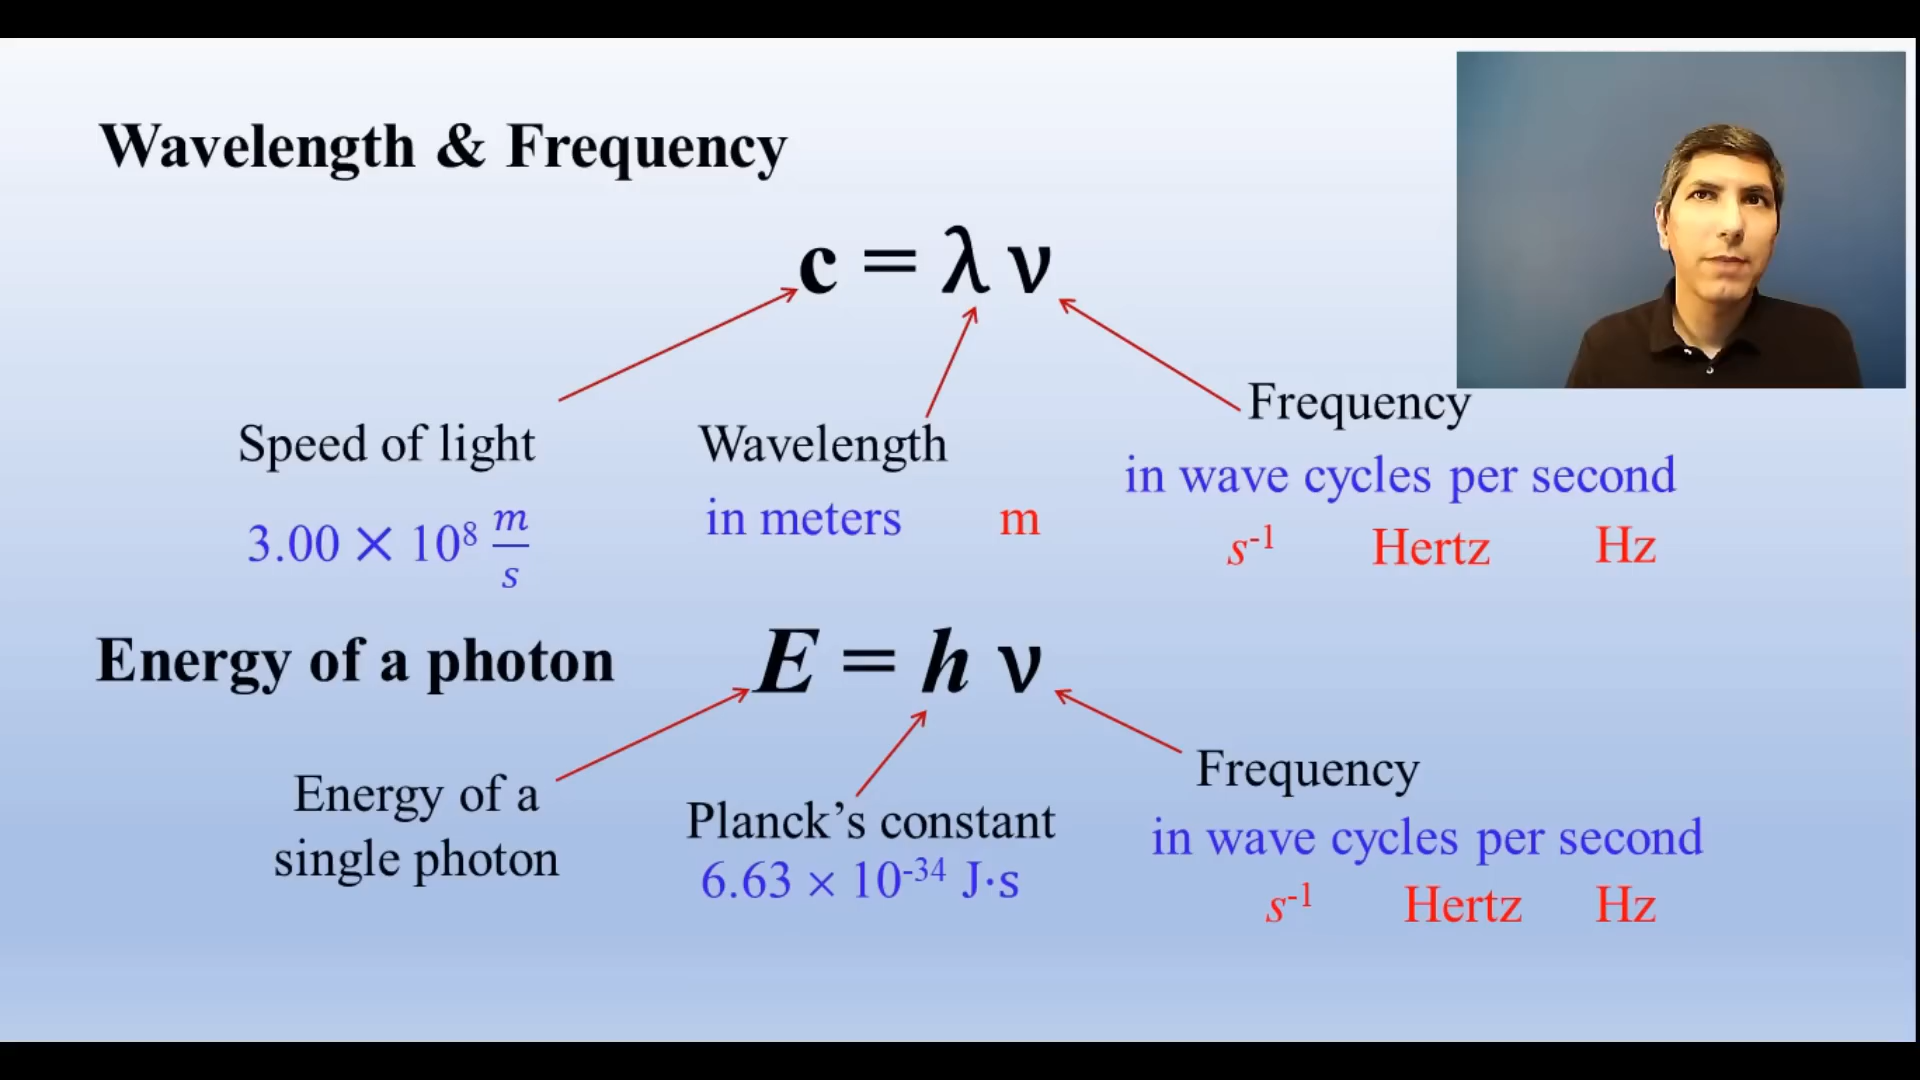 Wavelength & Frequency
c = λ ν
Speed of light
3.00 × 10⁸ m/s
Wavelength
in meters m
Frequency
in wave cycles per second
s⁻¹ Hertz Hz
Energy of a photon
E = h ν
Energy of a
single photon
Planck’s constant
6.63 × 10⁻³⁴ J·s
Frequency
in wave cycles per second
s⁻¹ Hertz Hz